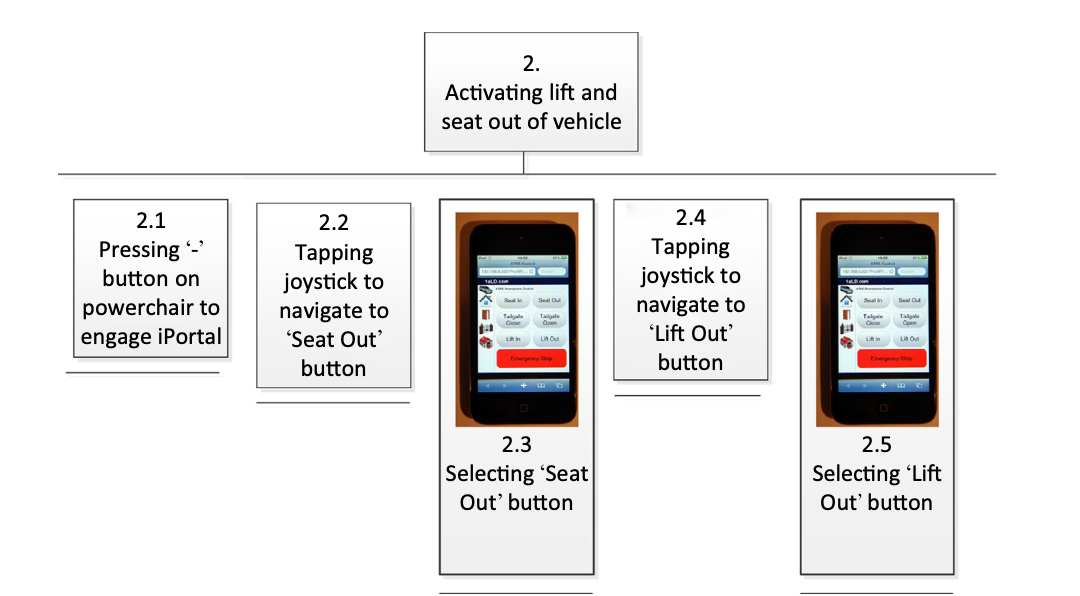 2.
Activating lift and
seat out of vehicle
2.1
Pressing ‘-’
button on
powerchair to
engage iPortal
2.2
Tapping
joystick to
navigate to
‘Seat Out’
button
Seat In Seat Out
Tailgate Close Tailgate Open
Lift In Lift Out
Emergency Stop
2.3
Selecting ‘Seat
Out’ button
2.4
Tapping
joystick to
navigate to
‘Lift Out’
button
Seat In Seat Out
Tailgate Close Tailgate Open
Lift In Lift Out
Emergency Stop
2.5
Selecting ‘Lift
Out’ button